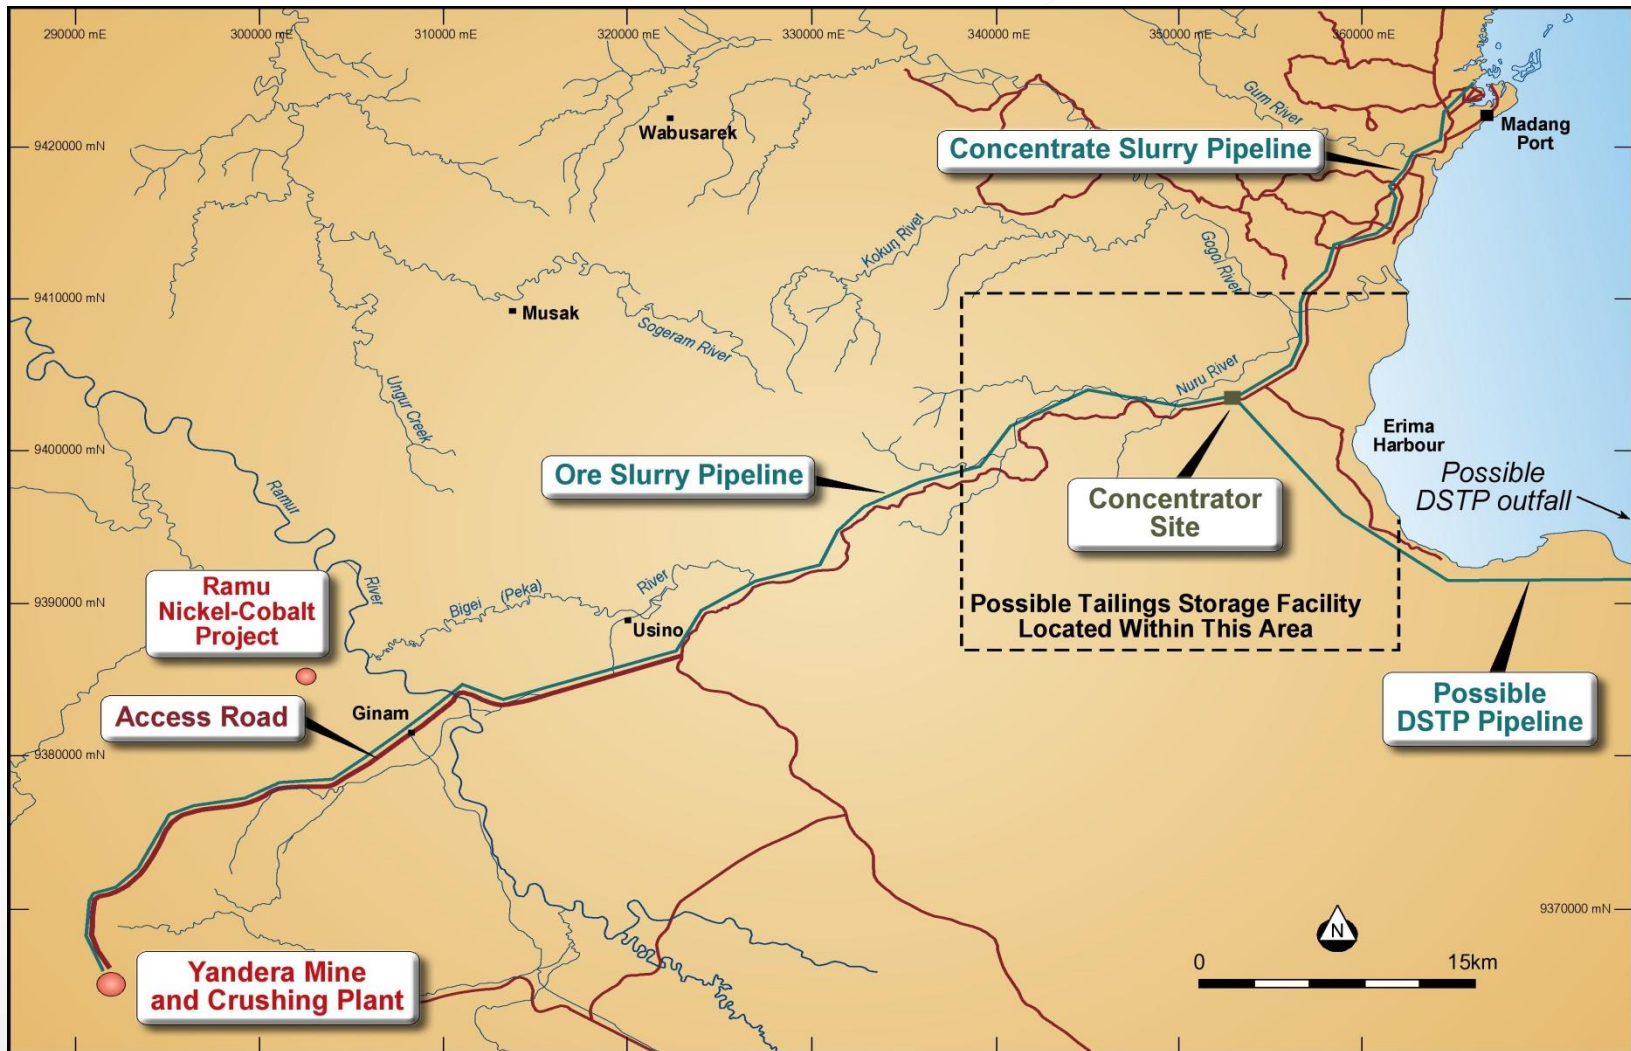 290000 mE
300000 mE
310000 mE
320000 mE
330000 mE
340000 mE
350000 mE
360000 mE
Gum River
Madang
Port
Wabusarek
9420000 mN
Concentrate Slurry Pipeline
Kokun River
Gogol River
9410000 mN
Musak
Sogeram River
Nuru River
Ungur Creek
Erima
Harbour
9400000 mN
Ore Slurry Pipeline
Possible
DSTP outfall
Concentrator
Site
Ramur
River
Ramu
Nickel-Cobalt
Project
9390000 mN
Bigei (Peka)
River
Usino
Possible Tailings Storage Facility
Located Within This Area
Access Road
Ginam
Possible
DSTP Pipeline
9380000 mN
9370000 mN
N
0
15km
Yandera Mine
and Crushing Plant